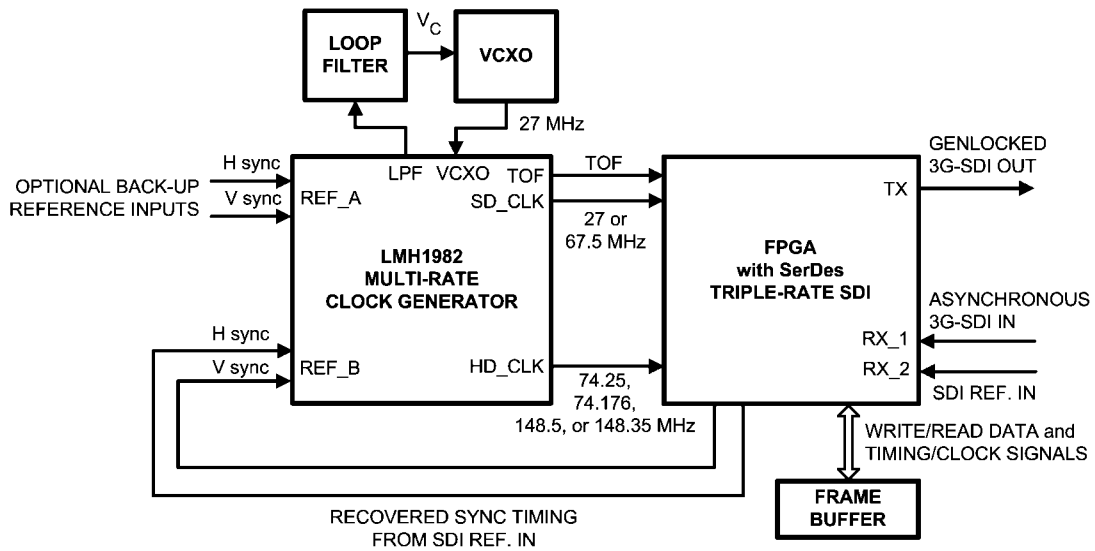 LOOP
FILTER
VC
VCXO
27 MHz
OPTIONAL BACK-UP
REFERENCE INPUTS
H sync
V sync
REF_A
LPF
VCXO
TOF
SD_CLK
LMH1982
MULTI-RATE
CLOCK GENERATOR
H sync
V sync
REF_B
HD_CLK
TOF
27 or
67.5 MHz
74.25,
74.176,
148.5, or 148.35 MHz
FPGA
with SerDes
TRIPLE-RATE SDI
TX
RX_1
RX_2
GENLOCKED
3G-SDI OUT
ASYNCHRONOUS
3G-SDI IN
SDI REF. IN
WRITE/READ DATA and
TIMING/CLOCK SIGNALS
FRAME
BUFFER
RECOVERED SYNC TIMING
FROM SDI REF. IN